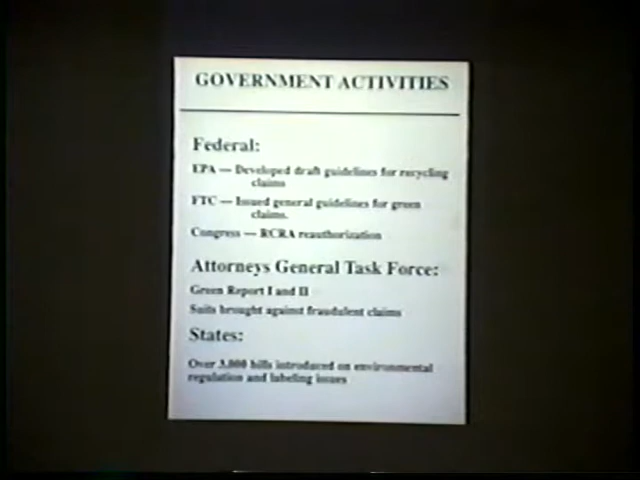 GOVERNMENT ACTIVITIES
Federal:
EPA — Developed draft guidelines for recycling
claims
FTC — Issued general guidelines for green
claims.
Congress — RCRA reauthorization
Attorneys General Task Force:
Green Report I and II
Suits brought against fraudulent claims
States:
Over 3,000 bills introduced on environmental
regulation and labeling issues